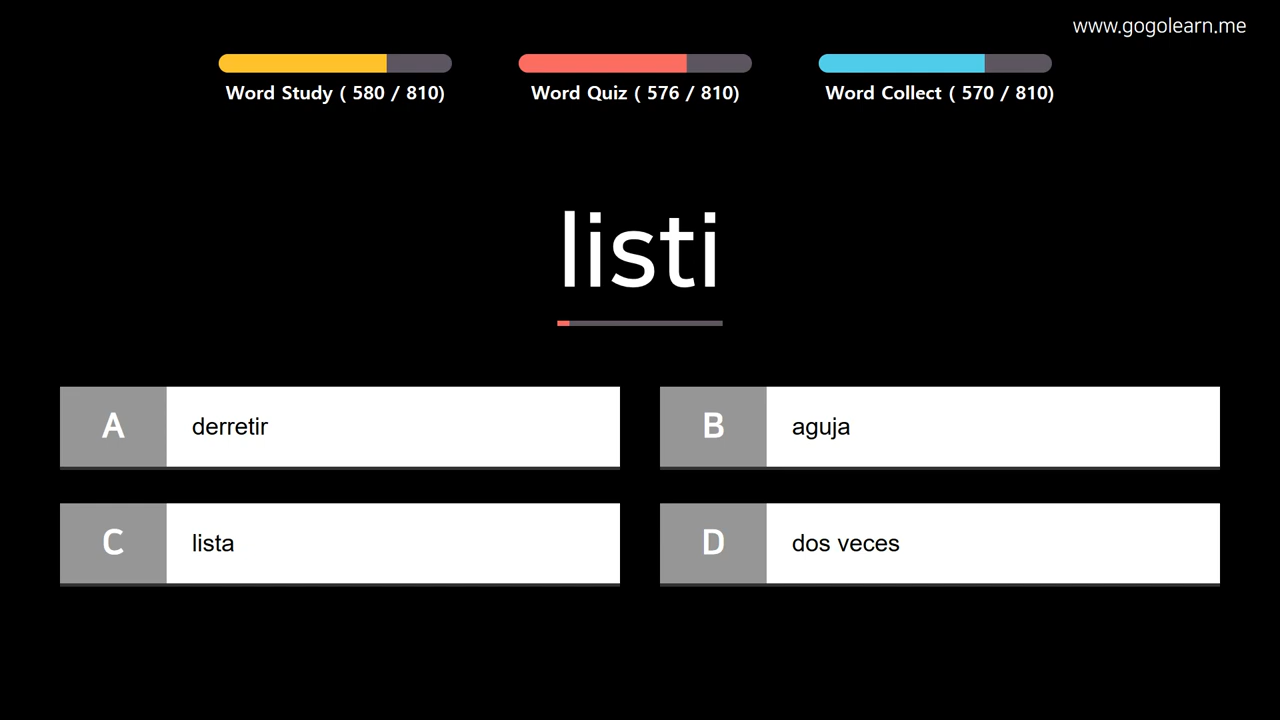 www.gogolearn.me
Word Study ( 580 / 810)
Word Quiz ( 576 / 810)
Word Collect ( 570 / 810)
listi
A
derretir
B
aguja
C
lista
D
dos veces